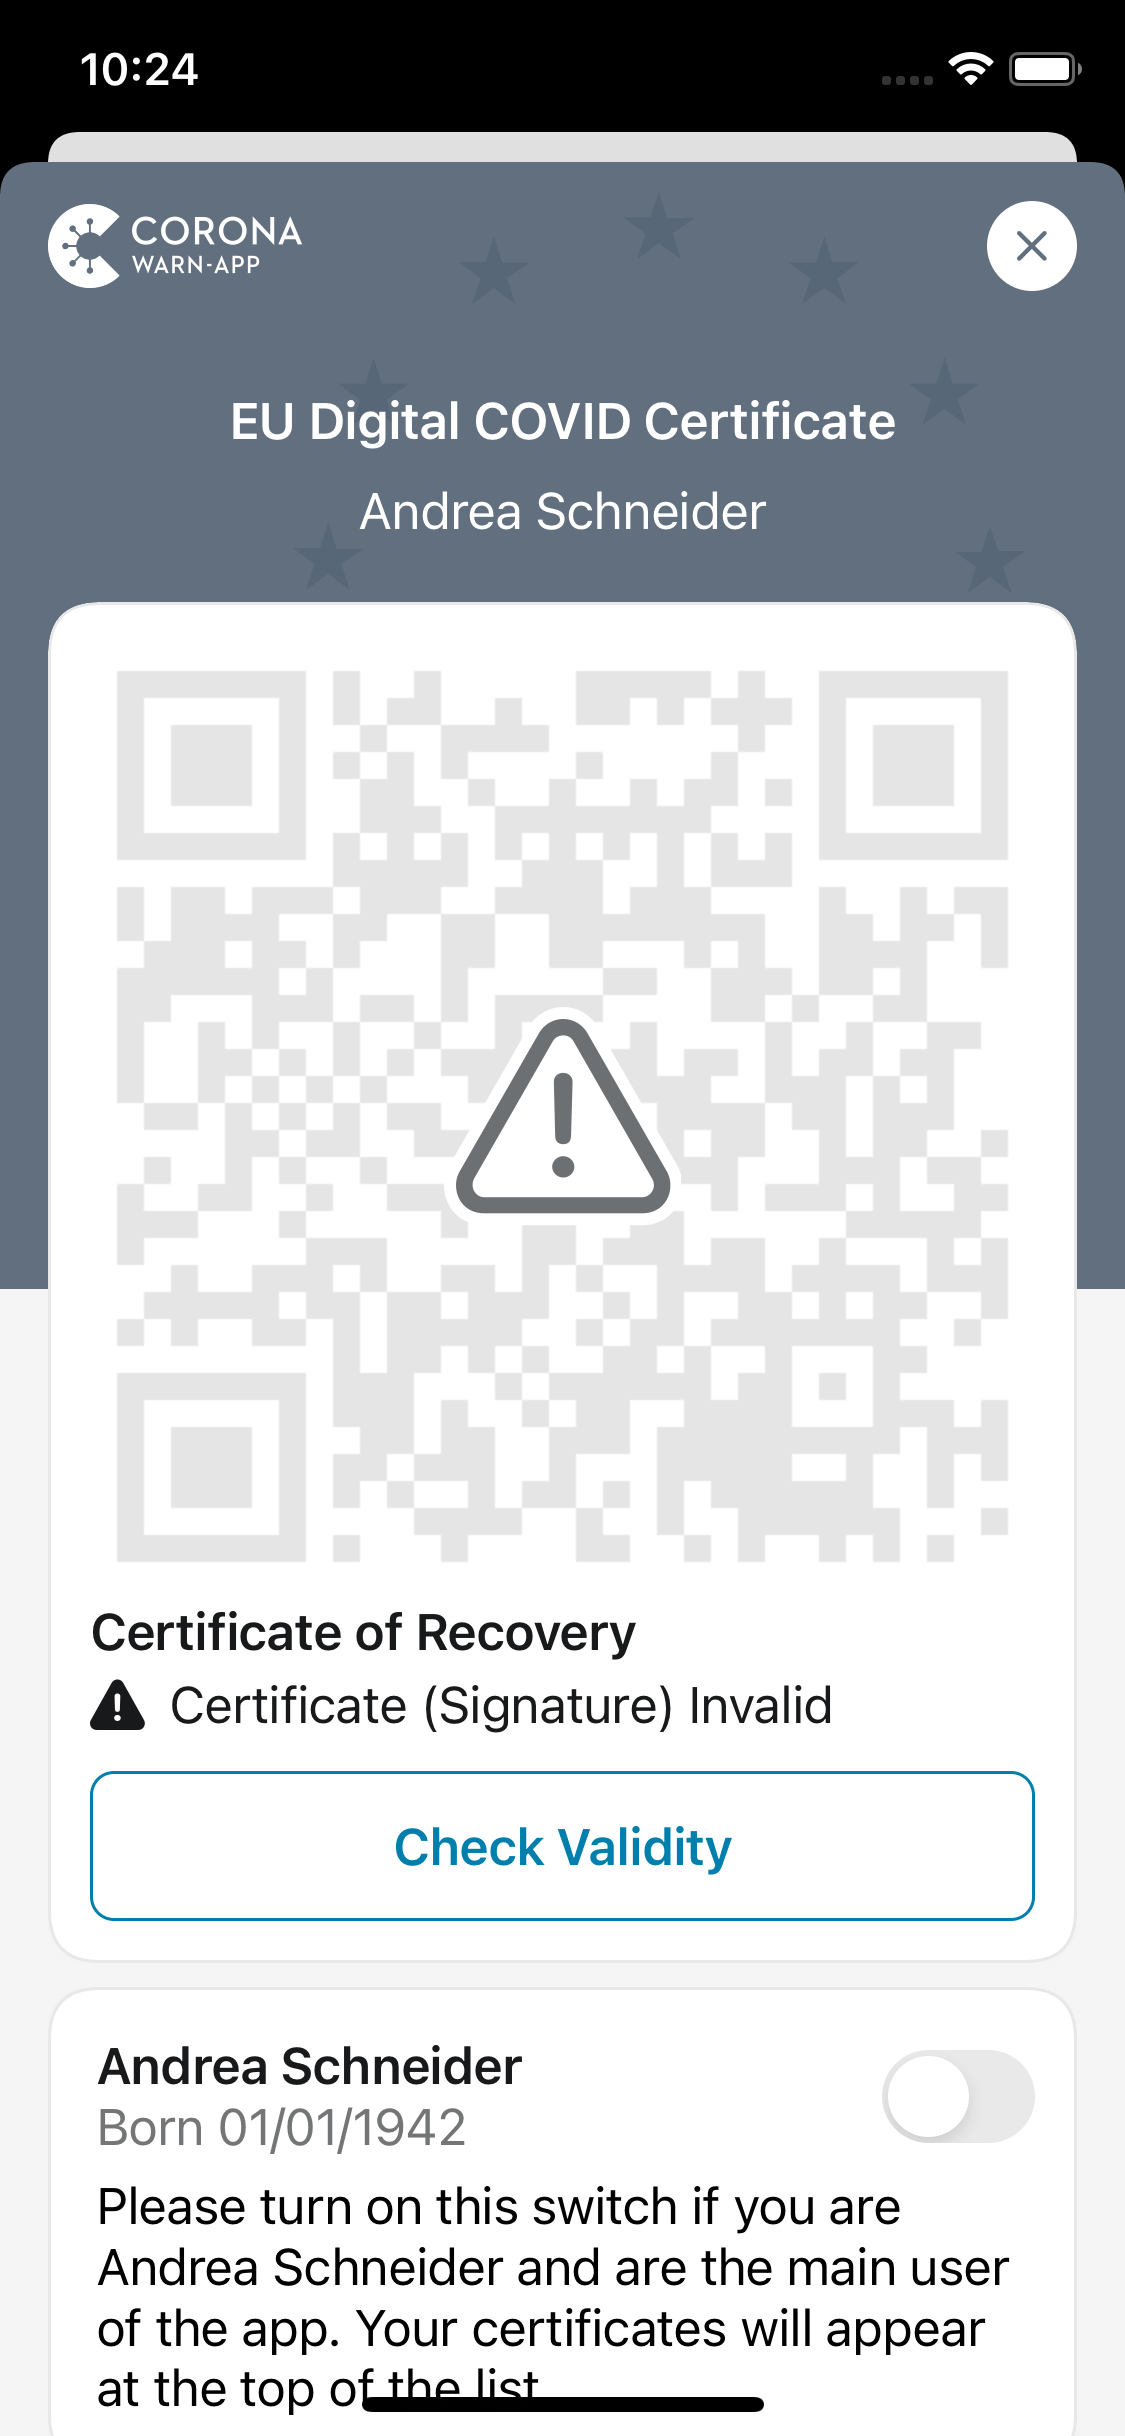 10:24
CORONA
WARN-APP
EU Digital COVID Certificate
Andrea Schneider
Certificate of Recovery
Certificate (Signature) Invalid
Check Validity
Andrea Schneider
Born 01/01/1942
Please turn on this switch if you are
Andrea Schneider and are the main user
of the app. Your certificates will appear
at the top of the list